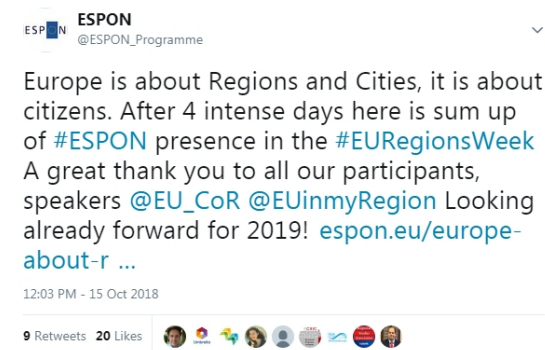 ESPON
ESPON
@ESPON_Programme
Europe is about Regions and Cities, it is about
citizens. After 4 intense days here is sum up
of #ESPON presence in the #EURegionsWeek
A great thank you to all our participants,
speakers @EU_CoR @EUinmyRegion Looking
already forward for 2019! espon.eu/europe-
about-r ...
12:03 PM - 15 Oct 2018
9 Retweets 20 Likes